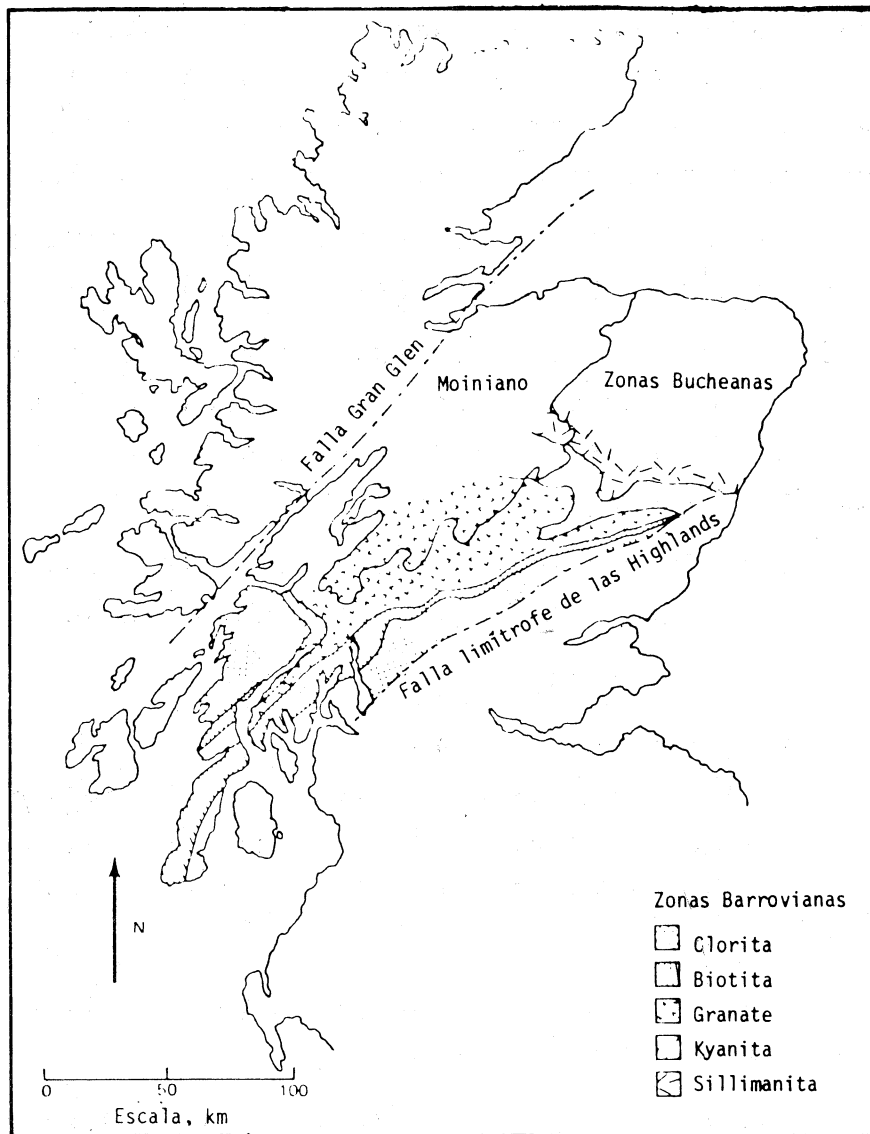 Falla Gran Glen
Moiniano
Zonas Bucheanas
Falla limítrofe de las Highlands
N
0 50 100
Escala, km
Zonas Barrovianas
Clorita
Biotita
Granate
Kyanita
Sillimanita